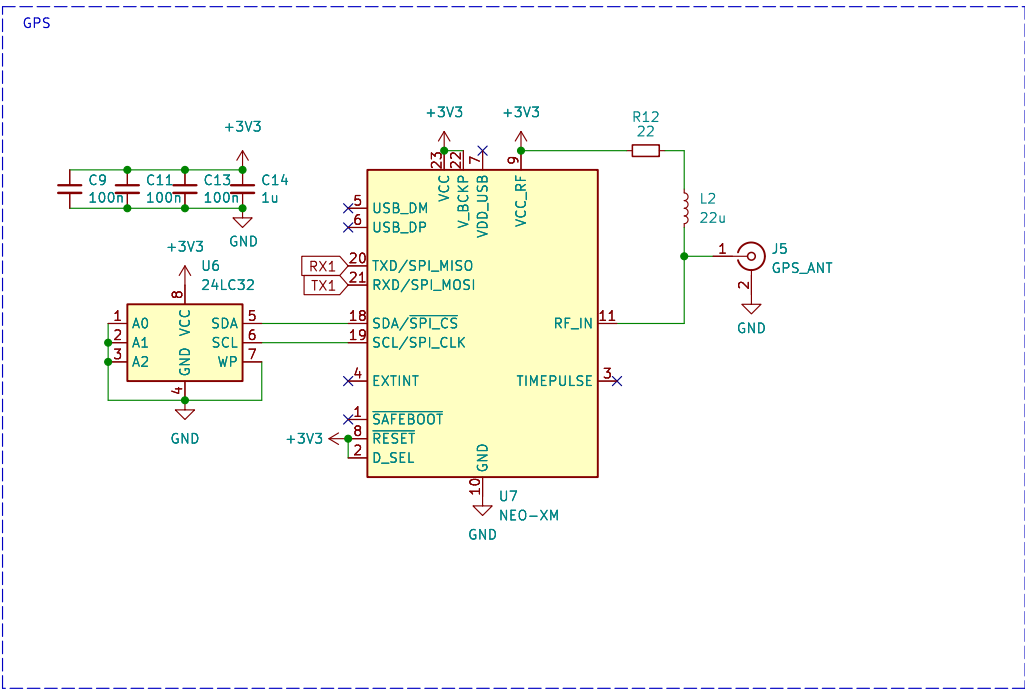 GPS
+3V3
+3V3
+3V3
R12
22
23
22
7
9
VCC
V_BCKP
VDD_USB
VCC_RF
C9
100n
C11
100n
C13
100n
C14
1u
GND
5
USB_DM
6
USB_DP
L2
22u
+3V3
U6
24LC32
8
RX1
20
TXD/SPI_MISO
TX1
21
RXD/SPI_MOSI
1
J5
GPS_ANT
2
GND
1
A0
VCC
SDA
5
18
SDA/SPI_CS
RF_IN
11
2
A1
SCL
6
19
SCL/SPI_CLK
3
A2
GND
WP
7
4
GND
4
EXTINT
TIMEPULSE
3
1
SAFEBOOT
+3V3
8
RESET
2
D_SEL
GND
10
U7
NEO-XM
GND